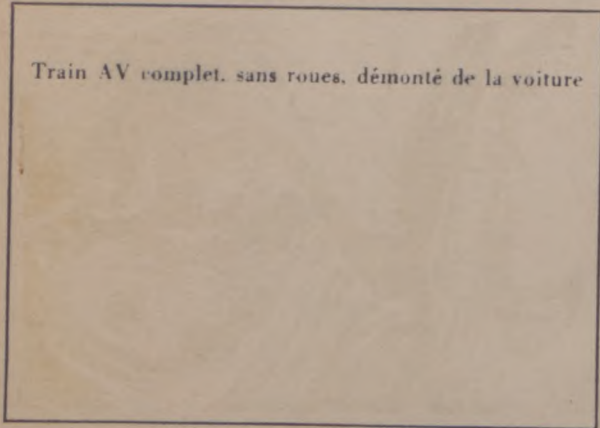 Train AV complet, sans roues, démonté de la voiture